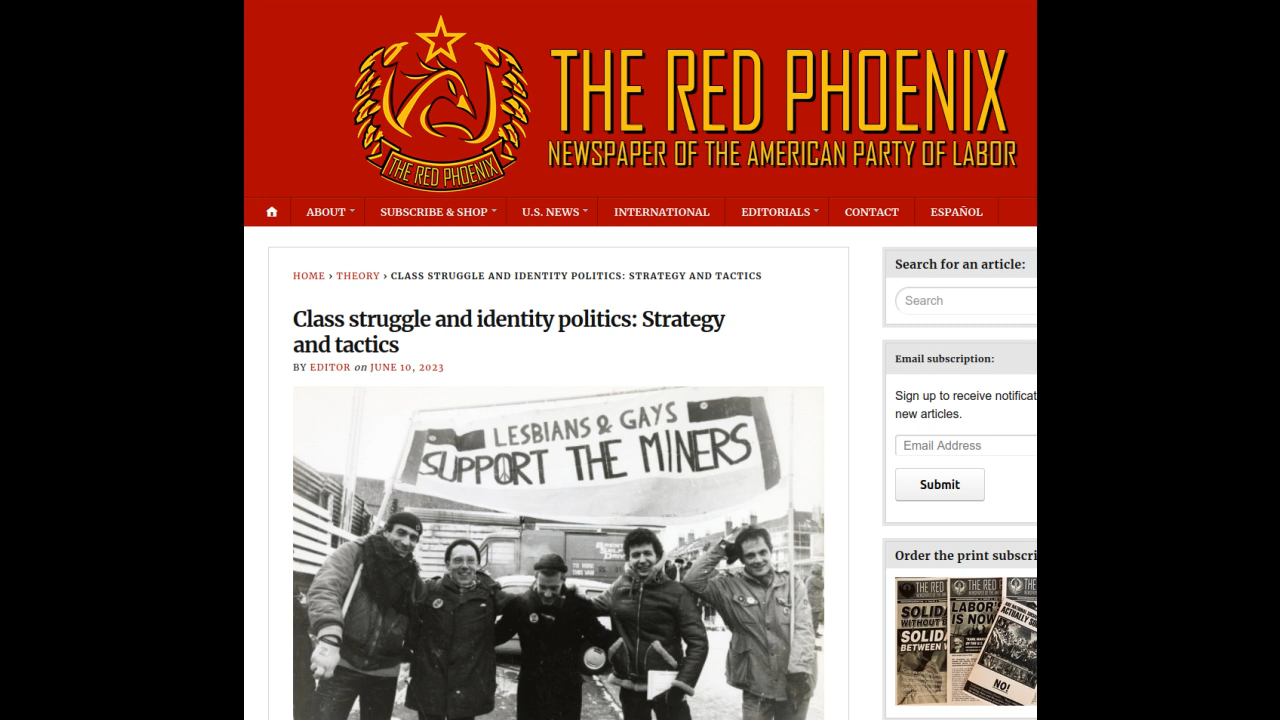 THE RED PHOENIX
THE RED PHOENIX
NEWSPAPER OF THE AMERICAN PARTY OF LABOR
ABOUT
SUBSCRIBE & SHOP
U.S. NEWS
INTERNATIONAL
EDITORIALS
CONTACT
ESPAÑOL
HOME › THEORY › CLASS STRUGGLE AND IDENTITY POLITICS: STRATEGY AND TACTICS
Class struggle and identity politics: Strategy
and tactics
BY EDITOR on JUNE 10, 2023
LESBIANS & GAYS
SUPPORT THE MINERS
Search for an article:
Search
Email subscription:
Sign up to receive notificat
new articles.
Email Address
Submit
Order the print subscri
THE RED
SOLID
SOLID
BETWEEN
THE RED P
LABOR'
IS NOW
ACTUALLY
NO!